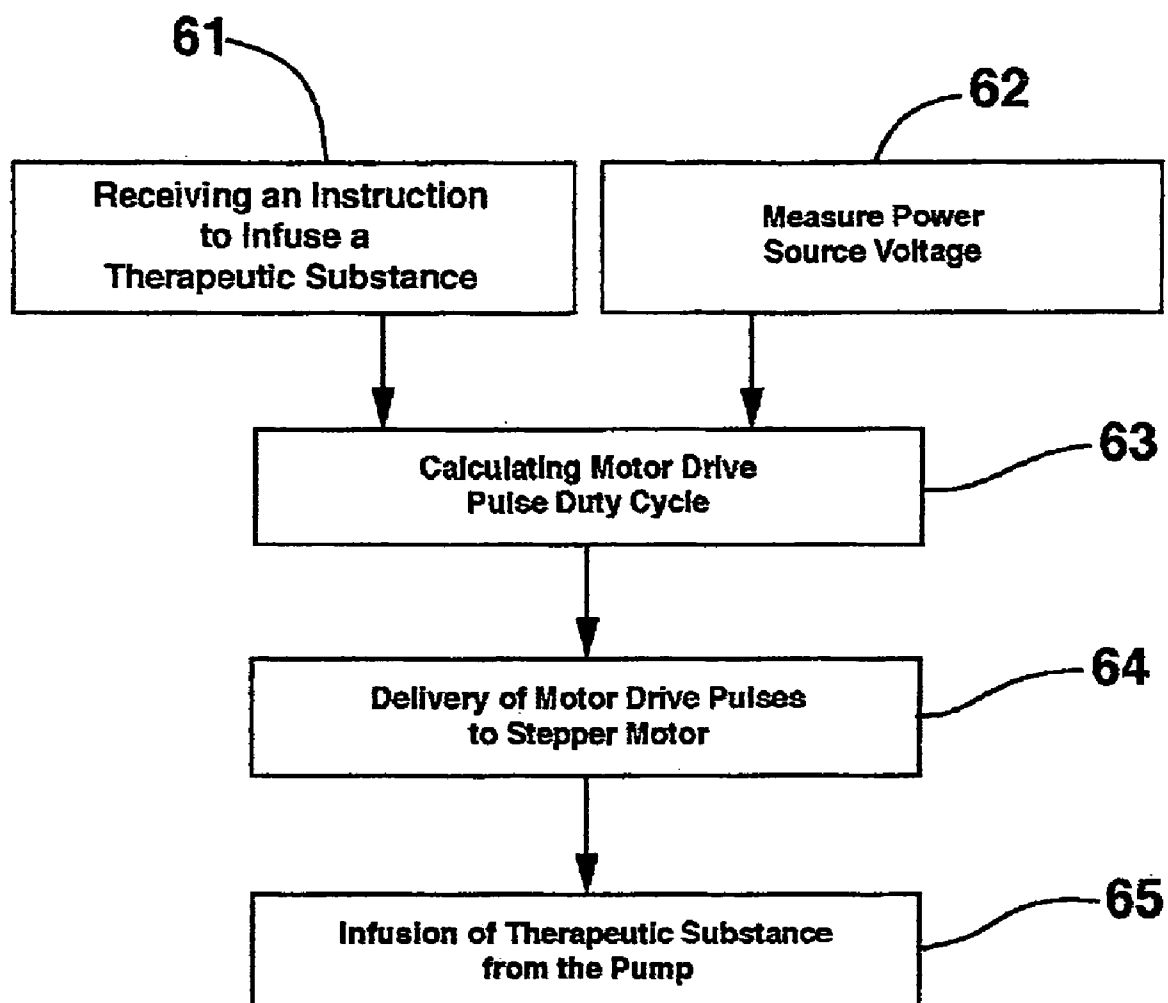 61
62
Receiving an Instruction
to Infuse a
Therapeutic Substance
Measure Power
Source Voltage
63
Calculating Motor Drive
Pulse Duty Cycle
64
Delivery of Motor Drive Pulses
to Stepper Motor
65
Infusion of Therapeutic Substance
from the Pump